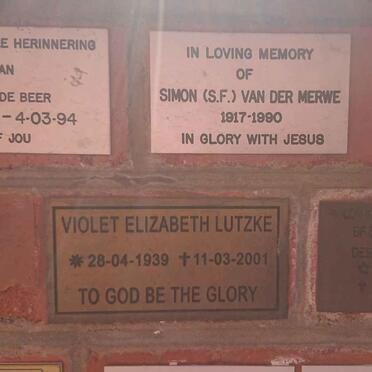 E HERINNERING
AN
DE BEER
- 4-03-94
F JOU
IN LOVING MEMORY
OF
SIMON (S.F.) VAN DER MERWE
1917-1990
IN GLORY WITH JESUS
VIOLET ELIZABETH LUTZKE
✴ 28-04-1939 ✝ 11-03-2001
TO GOD BE THE GLORY